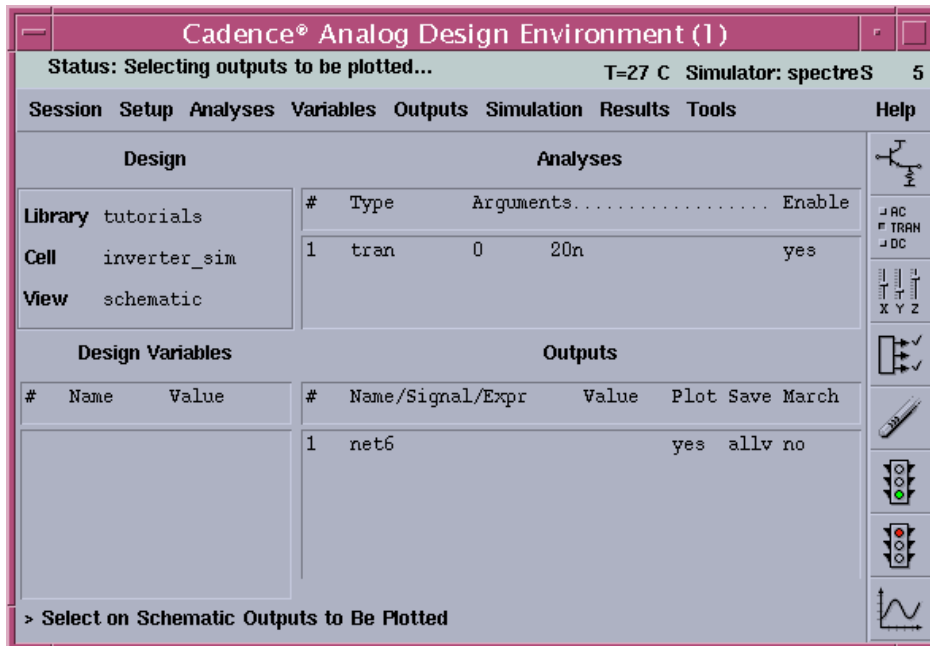 Cadence® Analog Design Environment (1)
Status: Selecting outputs to be plotted... T=27 C Simulator: spectreS 5
Session Setup Analyses Variables Outputs Simulation Results Tools Help
Design Analyses
# Type Arguments.................. Enable
Library tutorials
Cell inverter_sim
View schematic
1 tran 0 20n yes
AC
TRAN
DC
X Y Z
Design Variables Outputs
# Name Value # Name/Signal/Expr Value Plot Save March
1 net6 yes allv no
> Select on Schematic Outputs to Be Plotted